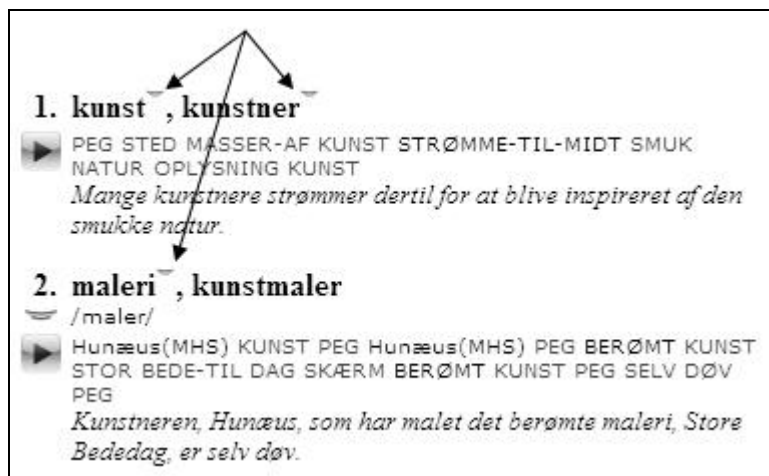 1. kunst, kunstner
PEG STED MASSER-AF KUNST STRØMME-TIL-MIDT SMUK
NATUR OPLYSNING KUNST
Mange kunstnere strømmer dertil for at blive inspireret af den
smukke natur.
2. maleri, kunstmaler
/maler/
Hunæus(MHS) KUNST PEG Hunæus(MHS) PEG BERØMT KUNST
STOR BEDE-TIL DAG SKÆRM BERØMT KUNST PEG SELV DØV
PEG
Kunstneren, Hunæus, som har malet det berømte maleri, Store
Bededag, er selv døv.